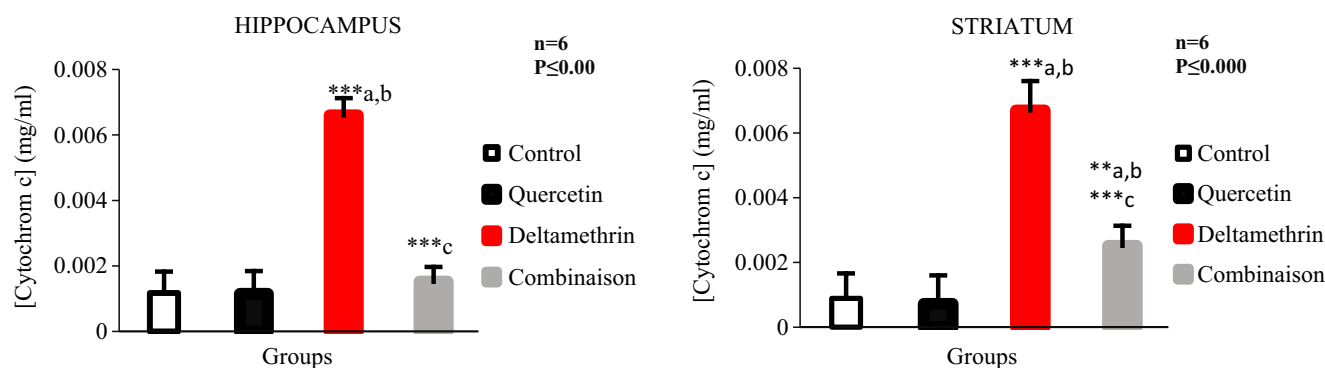 HIPPOCAMPUS
n=6
P≤0.00
[Cytochrom c] (mg/ml)
0.008
0.006
0.004
0.002
0
***a,b
***c
Control
Quercetin
Deltamethrin
Combinaison
Groups
STRIATUM
n=6
P≤0.000
[Cytochrom c] (mg/ml)
0.008
0.006
0.004
0.002
0
***a,b
**a,b
***c
Control
Quercetin
Deltamethrin
Combinaison
Groups